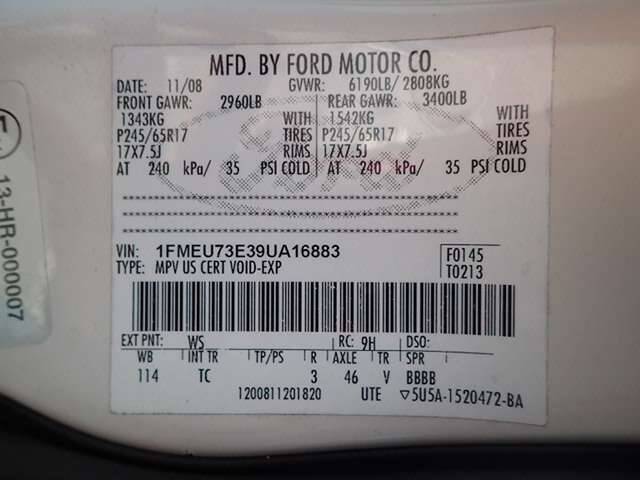 MFD. BY FORD MOTOR CO.
DATE: 11/08 GVWR: 6190LB/ 2808KG
FRONT GAWR: 2960LB REAR GAWR: 3400LB
1343KG WITH 1542KG WITH
P245/65R17 TIRES P245/65R17 TIRES
17X7.5J RIMS 17X7.5J RIMS
AT 240 kPa/ 35 PSI COLD AT 240 kPa/ 35 PSI COLD
Ford
VIN: 1FMEU73E39UA16883 F0145
TYPE: MPV US CERT VOID-EXP T0213
EXT PNT: WS RC: 9H DSO:
WB INT TR TP/PS R AXLE TR SPR
114 TC 3 46 V BBBB
1200811201820 UTE ▽5U5A-1520472-BA
13-HR-000007